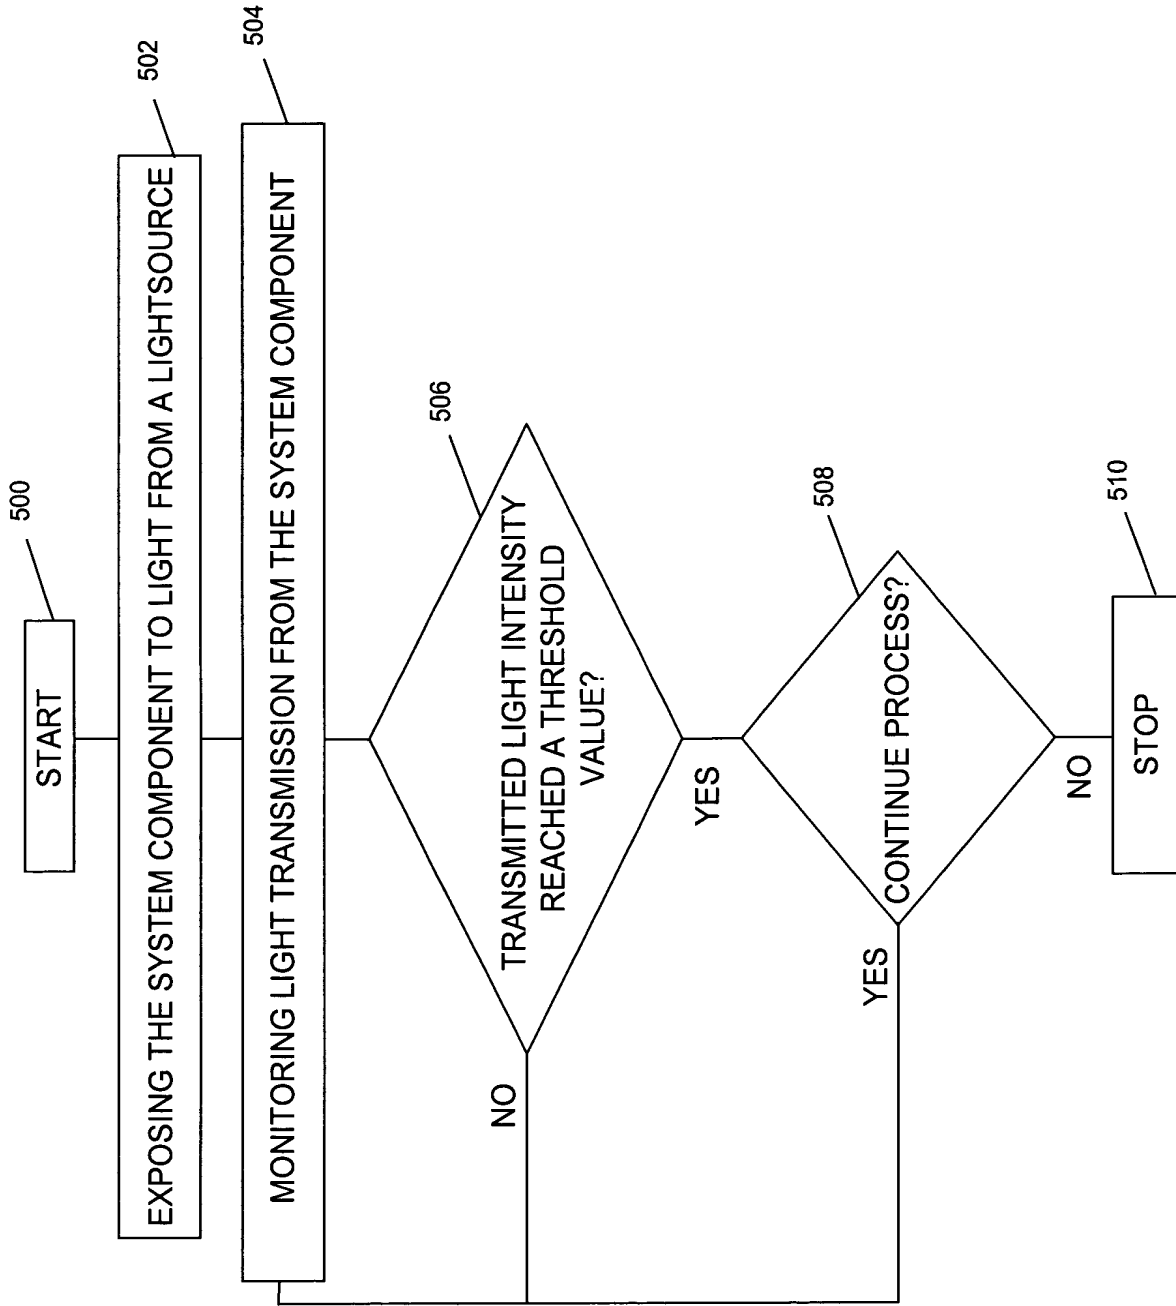 500
START
502
EXPOSING THE SYSTEM COMPONENT TO LIGHT FROM A LIGHTSOURCE
504
MONITORING LIGHT TRANSMISSION FROM THE SYSTEM COMPONENT
506
TRANSMITTED LIGHT INTENSITY
REACHED A THRESHOLD
VALUE?
NO
YES
508
CONTINUE PROCESS?
YES
NO
510
STOP